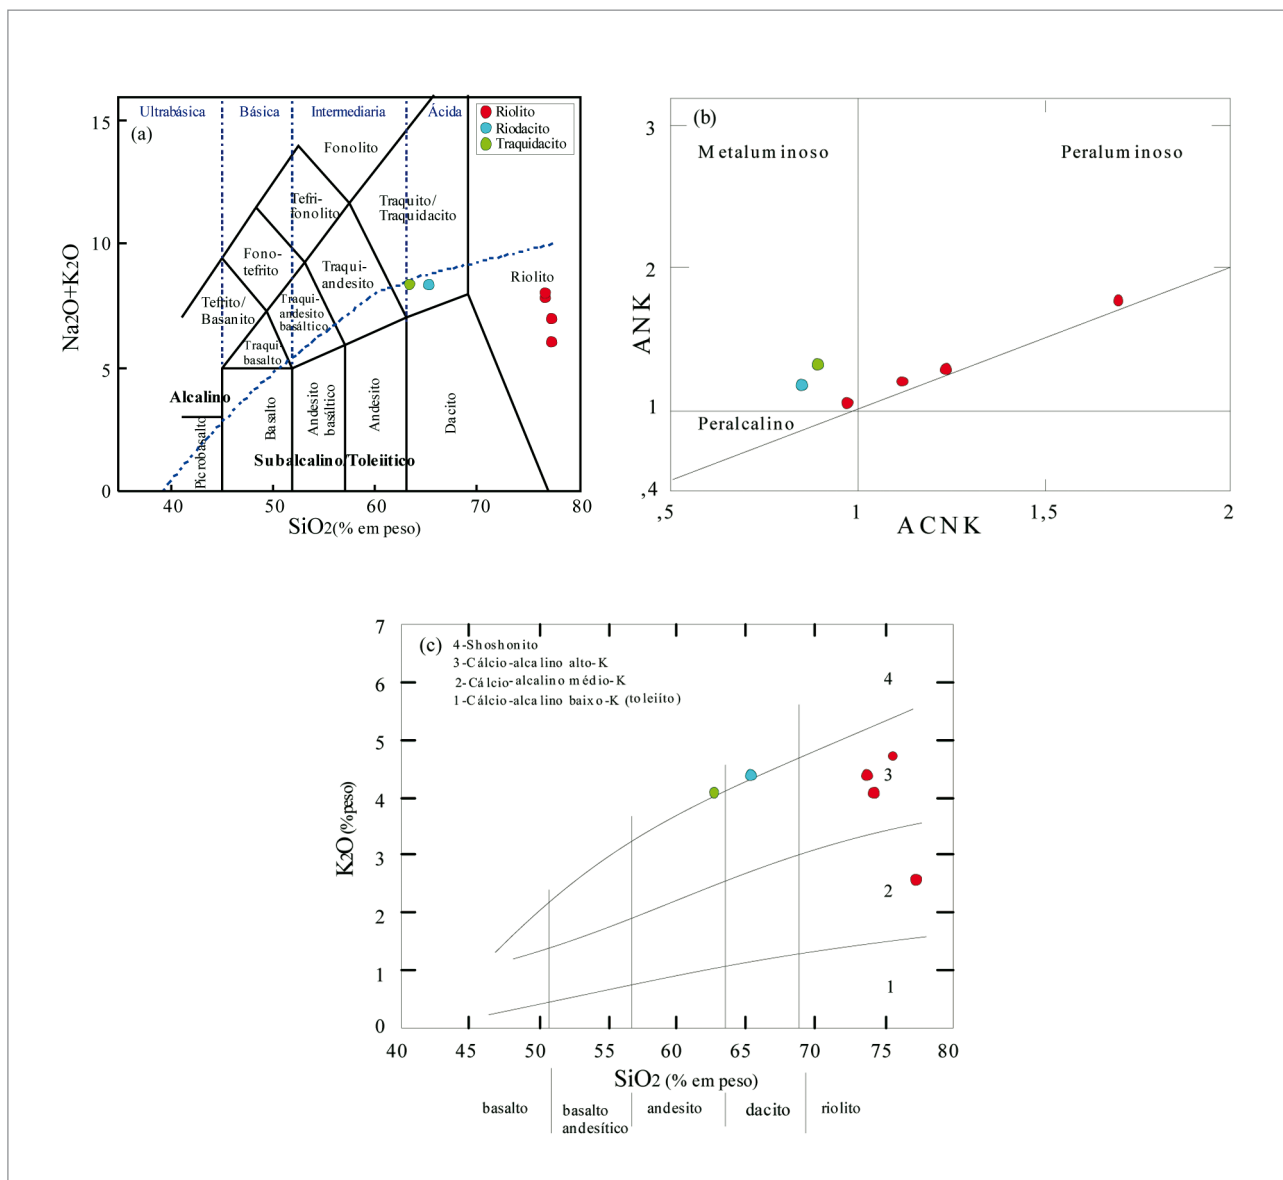 Ultrabásica Básica Intermediaria Ácida
(a)
Riolito
Riodacito
Traquidacito
15
10
5
0
Na2O+K2O
Fonolito
Tefri-
fonolito
Traquito/
Traquidacito
Fono-
tefrito
Traqui-
andesito
Riolito
Tefrito/
Basanito
Traqui-
andesito
basáltico
Traqui
basalto
Alcalino
Picrobasalto
Basalto
Andesito
basáltico
Andesito
Dacito
Subalcalino/Toleiitico
40 50 60 70 80
SiO2(% em peso)
(b)
3
2
1
,4
ANK
Metaluminoso
Peraluminoso
Peralcalino
,5 1 1,5 2
ACNK
(c)
4-Shoshonito
3-Cálcio-alcalino alto-K
2-Cálcio-alcalino médio-K
1-Cálcio-alcalino baixo-K (toleiíto)
7
6
5
4
3
2
1
0
K2O (%peso)
4
3
2
1
40 45 50 55 60 65 70 75 80
SiO2 (% em peso)
basalto
basalto
andesítico
andesito
dacito
riolito